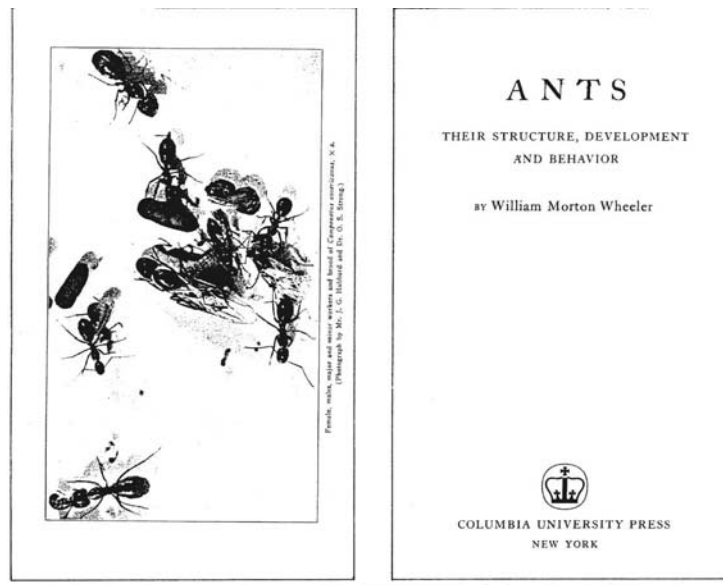 Female, males, major and minor workers and brood of Camponotus americanus, X 2.
(Photograph by Mr. J. G. Hubbard and Dr. O. S. Strong.)
ANTS
THEIR STRUCTURE, DEVELOPMENT
AND BEHAVIOR
BY William Morton Wheeler
COLUMBIA UNIVERSITY PRESS
NEW YORK